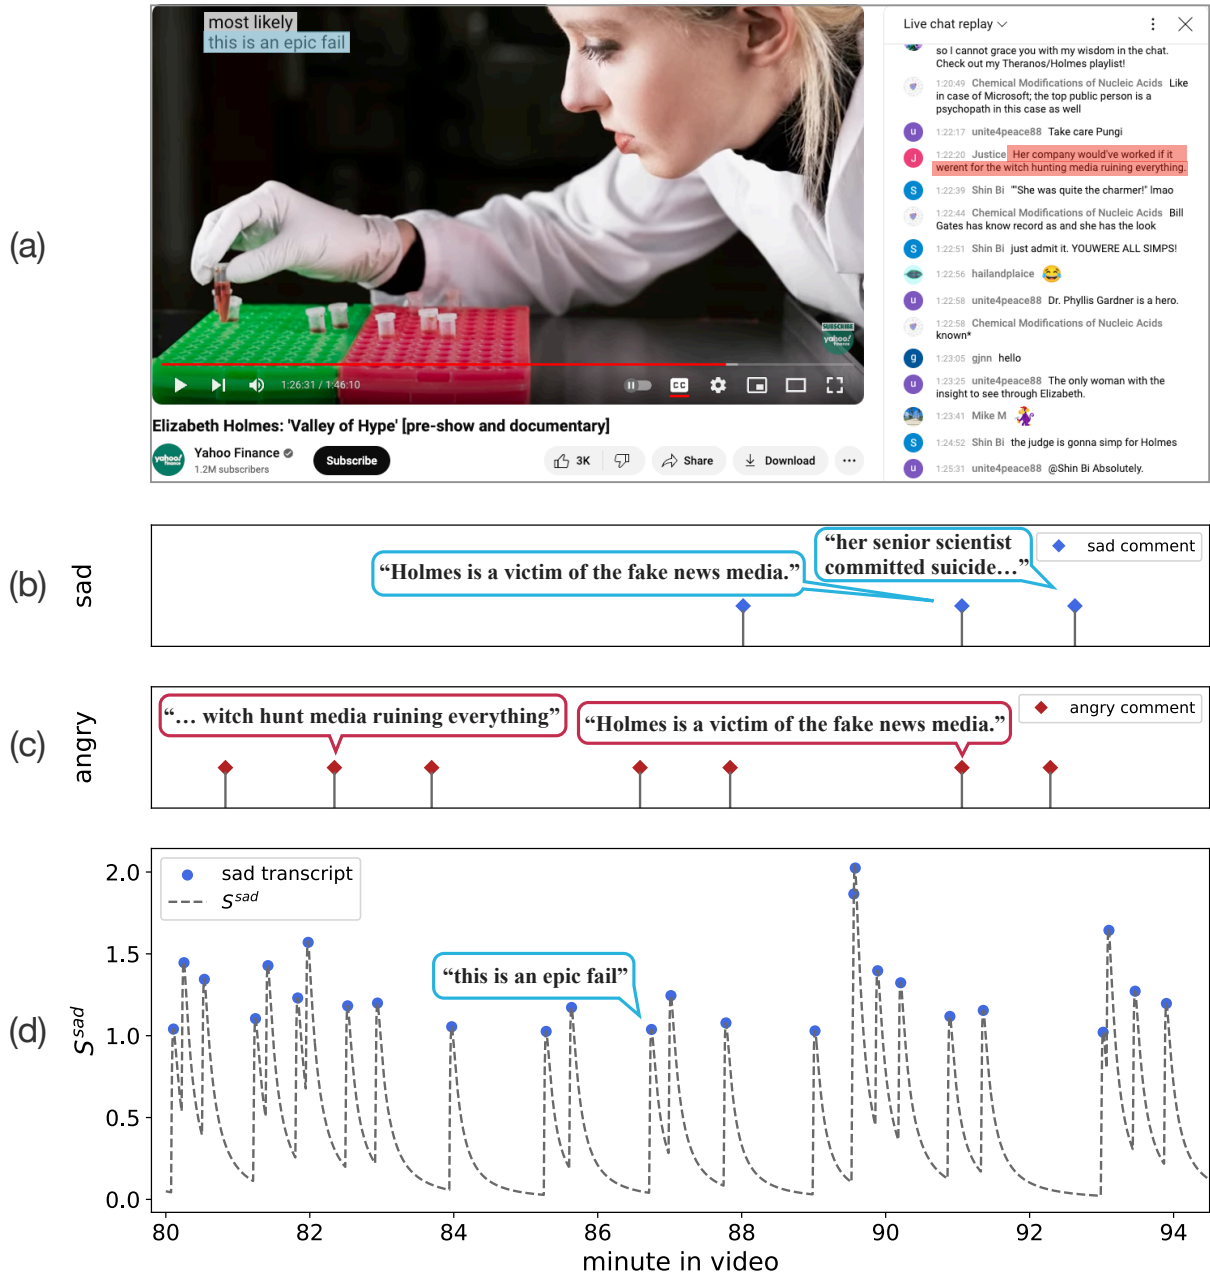 (a)
most likely
this is an epic fail
SUBSCRIBE
yahoo!
finance
1:26:31 / 1:46:10
CC
Elizabeth Holmes: 'Valley of Hype' [pre-show and documentary]
yahoo!
finance
Yahoo Finance
1.2M subscribers
Subscribe
3K
Share
Download
Live chat replay
so I cannot grace you with my wisdom in the chat.
Check out my Theranos/Holmes playlist!
1:20:49 Chemical Modifications of Nucleic Acids Like
in case of Microsoft; the top public person is a
psychopath in this case as well
u 1:22:17 unite4peace88 Take care Pungi
J 1:22:20 Justice Her company would've worked if it
werent for the witch hunting media ruining everything.
S 1:22:39 Shin Bi ""She was quite the charmer!" lmao
1:22:44 Chemical Modifications of Nucleic Acids Bill
Gates has know record as and she has the look
S 1:22:51 Shin Bi just admit it. YOUWERE ALL SIMPS!
1:22:56 hailandplaice 😂
u 1:22:58 unite4peace88 Dr. Phyllis Gardner is a hero.
1:22:58 Chemical Modifications of Nucleic Acids
known*
g 1:23:05 gjnn hello
u 1:23:25 unite4peace88 The only woman with the
insight to see through Elizabeth.
1:23:41 Mike M
S 1:24:52 Shin Bi the judge is gonna simp for Holmes
u 1:25:31 unite4peace88 @Shin Bi Absolutely.
(b)
sad
"Holmes is a victim of the fake news media."
"her senior scientist
committed suicide..."
sad comment
(c)
angry
"... witch hunt media ruining everything"
"Holmes is a victim of the fake news media."
angry comment
(d)
S^sad
sad transcript
S^sad
"this is an epic fail"
2.0
1.5
1.0
0.5
0.0
80 82 84 86 88 90 92 94
minute in video